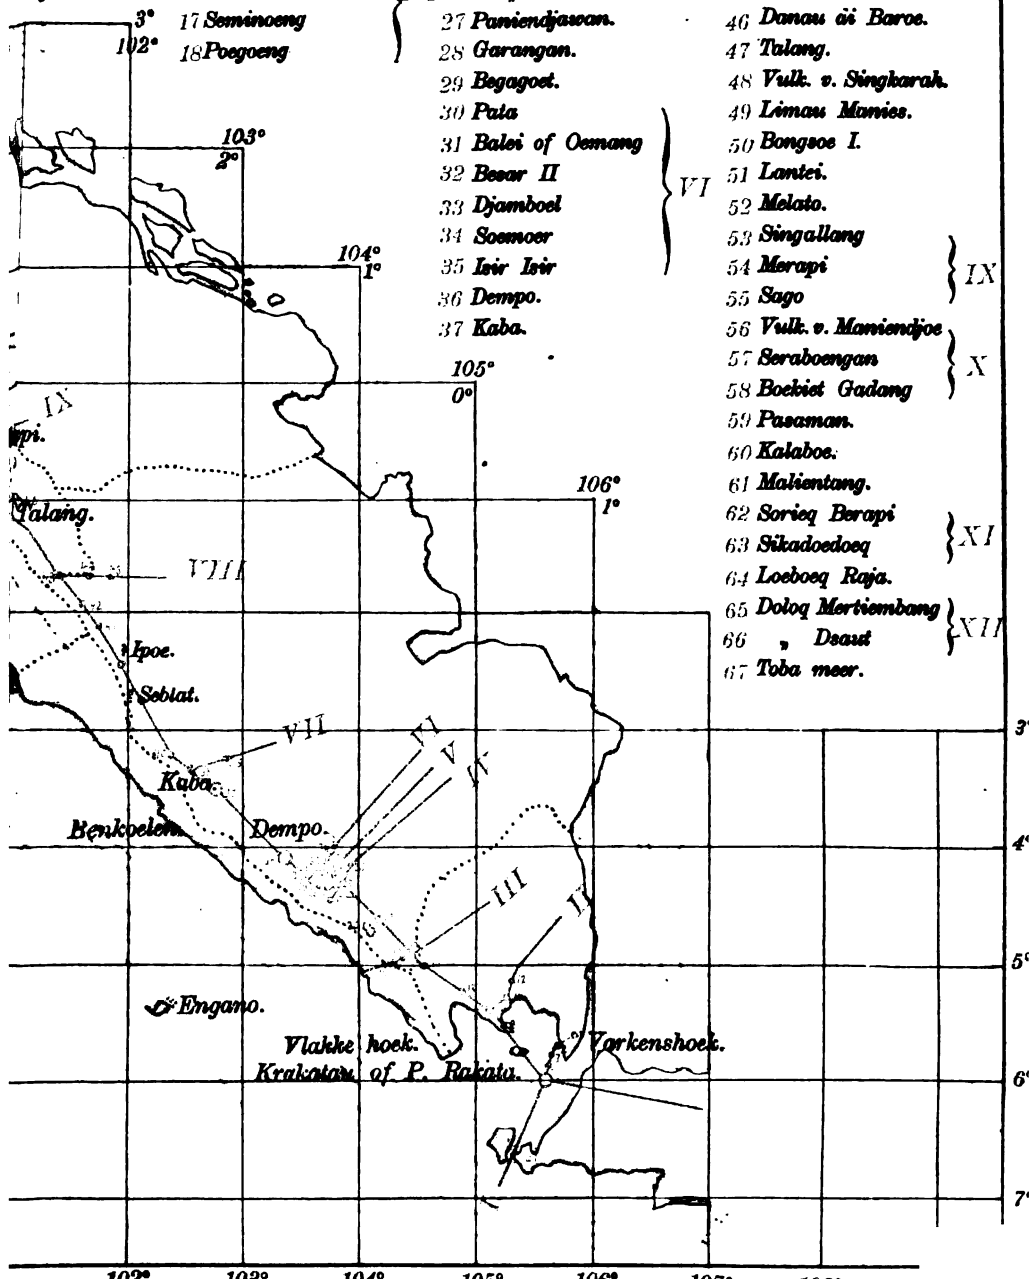 17 Seminoeng
18 Poegoeng
27 Paniendjawan.
28 Garangan.
29 Begagoet.
30 Pata
31 Balei of Oemang
32 Besar II
33 Djamboel
34 Soemoer
35 Isir Isir
VI
36 Dempo.
37 Kaba.
46 Danau di Baroe.
47 Talang.
48 Vulk. v. Singkarah.
49 Limau Manies.
50 Bongsoe I.
51 Lantei.
52 Melato.
53 Singallang
54 Merapi
55 Sago
IX
56 Vulk. v. Maniendjoe
57 Seraboengan
58 Boekiet Gadang
X
59 Pasaman.
60 Kalaboe.
61 Malientang.
62 Sorieq Berapi
63 Sikadoedoeq
XI
64 Loeboeq Raja.
65 Doloq Mertiembang
66 „ Dsaut
XII
67 Toba meer.
3°
102°
103°
2°
104°
1°
105°
0°
106°
1°
IX
pi.
Talang.
VIII
Ipoe.
Seblat.
VII
VI
V
IV
3°
Kaba.
Benkoelen.
Dempo.
4°
III
II
5°
Engano.
Vlakke hoek.
Varkenshoek.
Krakatau of P. Rakata.
6°
7°
102° 103° 104° 105° 106° 107° 108°